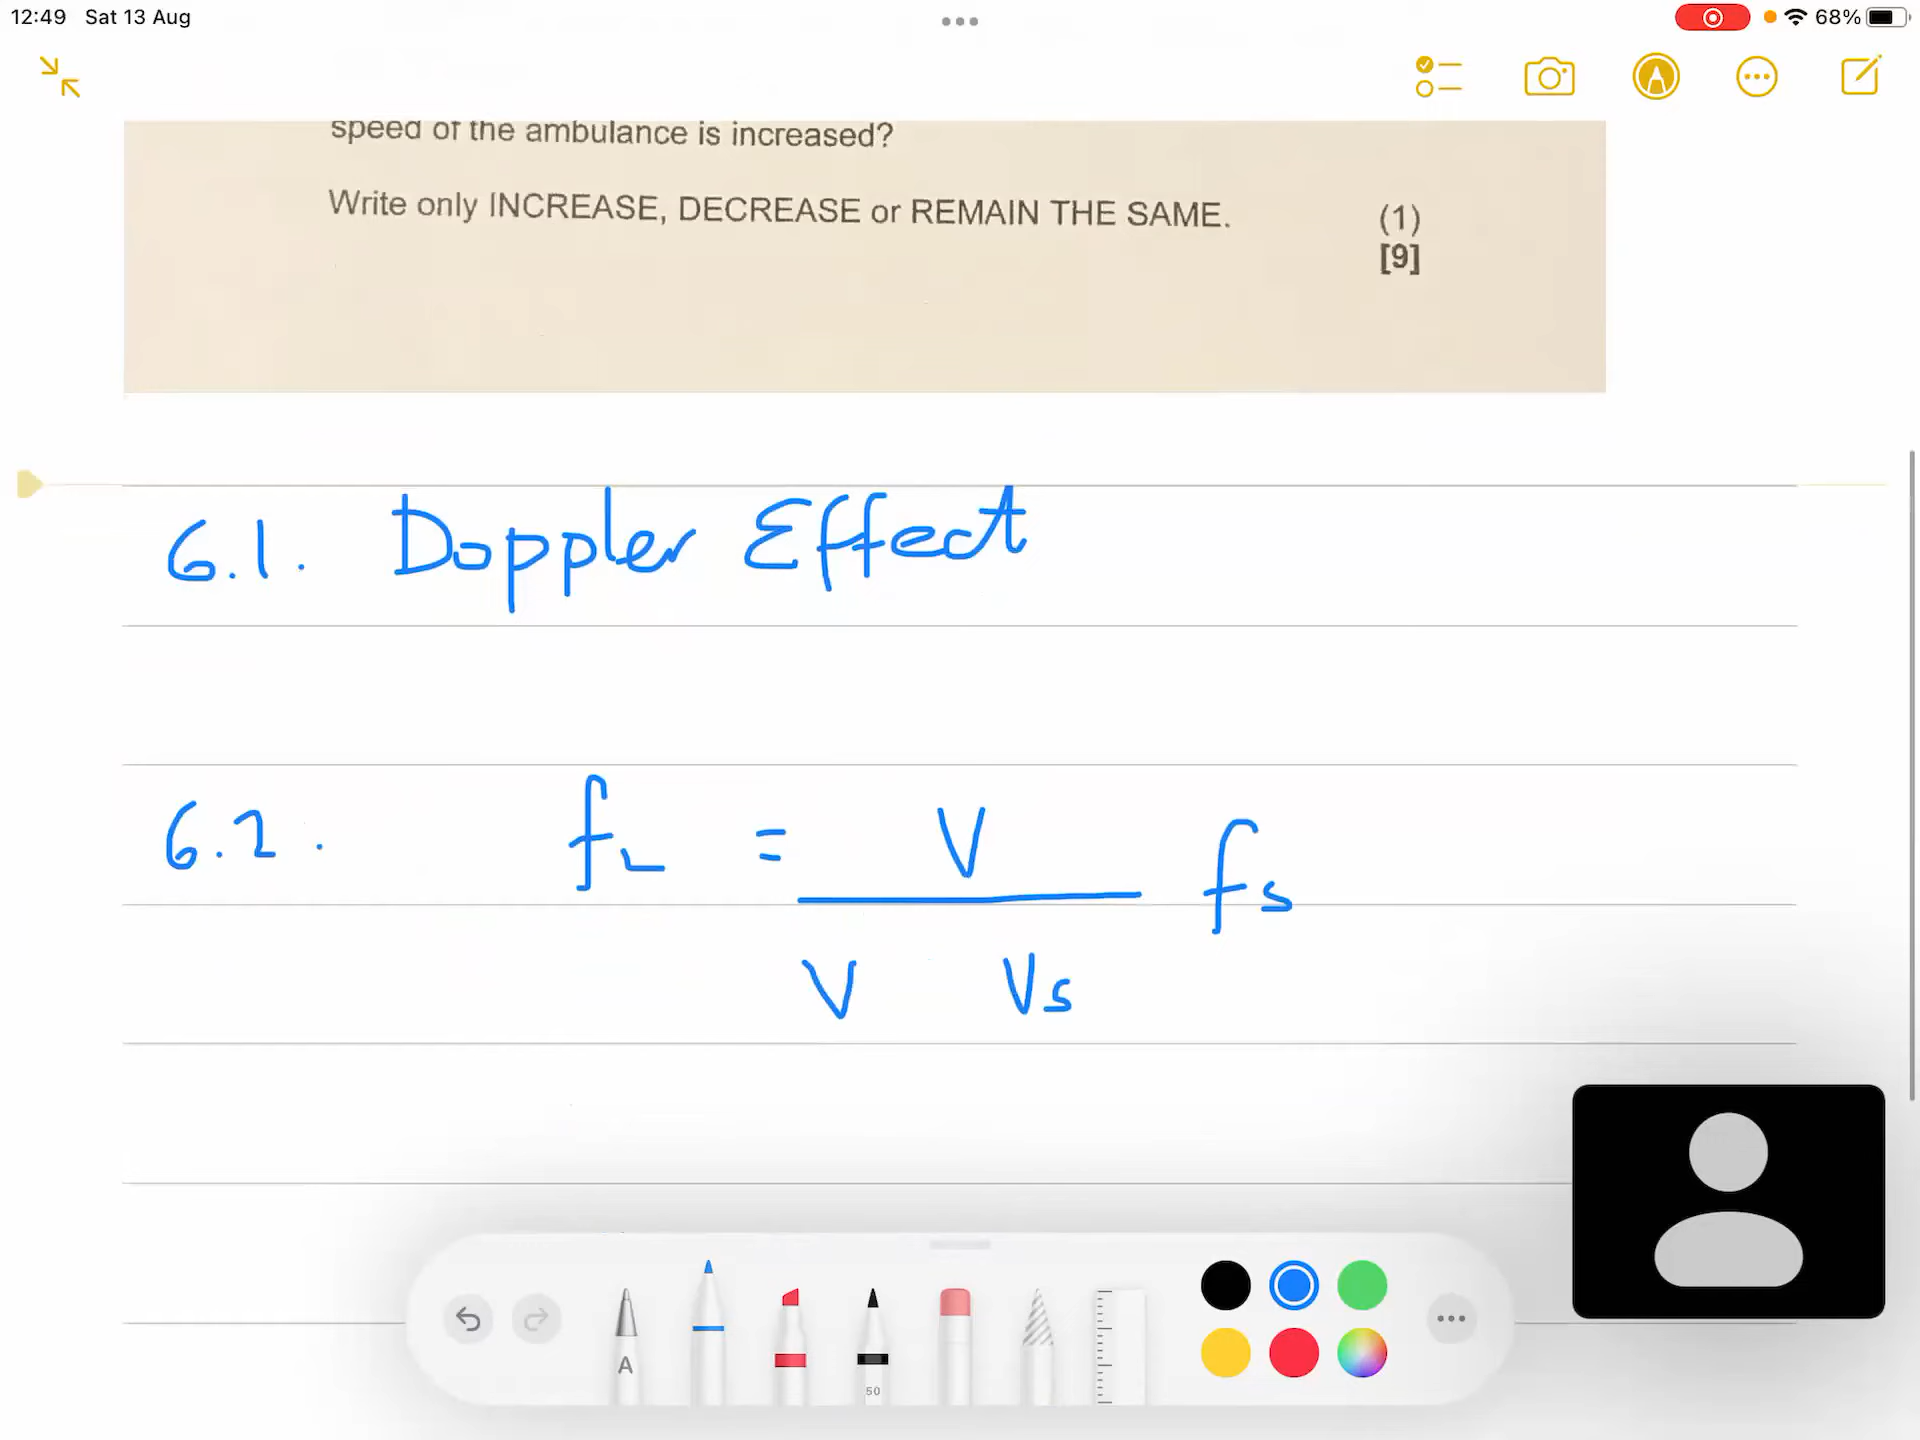 12:49 Sat 13 Aug
68%
speed of the ambulance is increased?
Write only INCREASE, DECREASE or REMAIN THE SAME. (1)
[9]
6.1. Doppler Effect
6.2. fL = V fs
V Vs
A
50